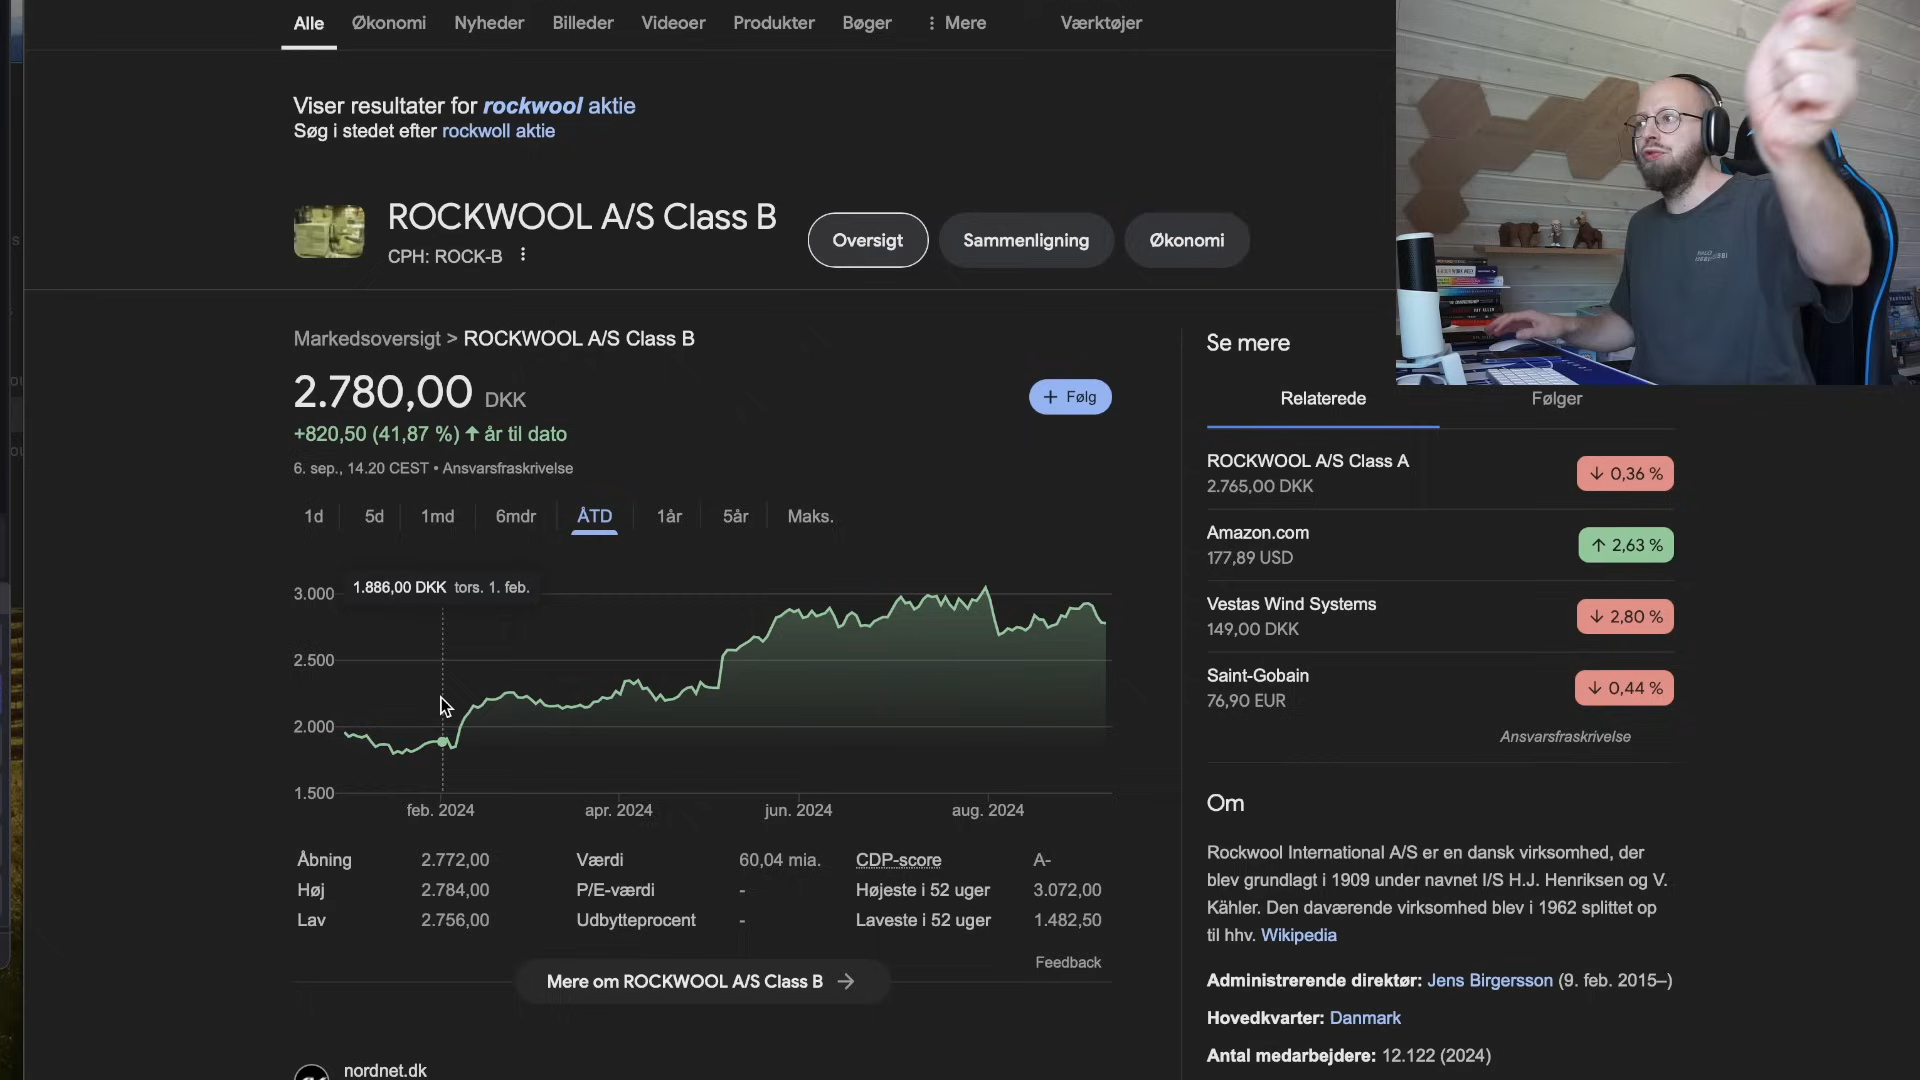 Alle Økonomi Nyheder Billeder Videoer Produkter Bøger Mere Værktøjer
Viser resultater for rockwool aktie
Søg i stedet efter rockwoll aktie
ROCKWOOL A/S Class B
CPH: ROCK-B
Oversigt Sammenligning Økonomi
Markedsoversigt > ROCKWOOL A/S Class B
2.780,00 DKK
+ Følg
+820,50 (41,87 %) ↑ år til dato
6. sep., 14.20 CEST • Ansvarsfraskrivelse
1d 5d 1md 6mdr ÅTD 1år 5år Maks.
1.886,00 DKK tors. 1. feb.
3.000
2.500
2.000
1.500
feb. 2024 apr. 2024 jun. 2024 aug. 2024
Åbning 2.772,00 Værdi 60,04 mia. CDP-score A-
Høj 2.784,00 P/E-værdi - Højeste i 52 uger 3.072,00
Lav 2.756,00 Udbytteprocent - Laveste i 52 uger 1.482,50
Feedback
Mere om ROCKWOOL A/S Class B →
nordnet.dk
Se mere
Relaterede Følger
ROCKWOOL A/S Class A
2.765,00 DKK
↓ 0,36 %
Amazon.com
177,89 USD
↑ 2,63 %
Vestas Wind Systems
149,00 DKK
↓ 2,80 %
Saint-Gobain
76,90 EUR
↓ 0,44 %
Ansvarsfraskrivelse
Om
Rockwool International A/S er en dansk virksomhed, der
blev grundlagt i 1909 under navnet I/S H.J. Henriksen og V.
Kähler. Den daværende virksomhed blev i 1962 splittet op
til hhv. Wikipedia
Administrerende direktør: Jens Birgersson (9. feb. 2015–)
Hovedkvarter: Danmark
Antal medarbejdere: 12.122 (2024)